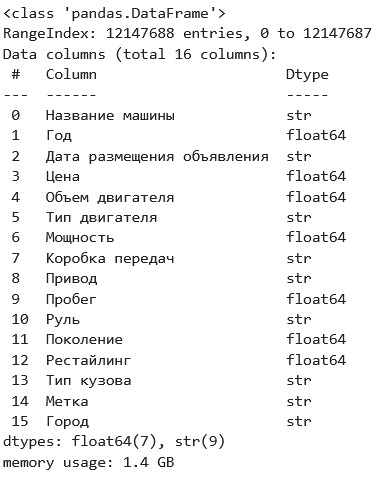 <class 'pandas.DataFrame'>
RangeIndex: 12147688 entries, 0 to 12147687
Data columns (total 16 columns):
 #   Column                      Dtype
---  ------                      -----
 0   Название машины             str
 1   Год                         float64
 2   Дата размещения объявления  str
 3   Цена                        float64
 4   Объем двигателя             float64
 5   Тип двигателя               str
 6   Мощность                    float64
 7   Коробка передач             str
 8   Привод                      str
 9   Пробег                      float64
 10  Руль                        str
 11  Поколение                   float64
 12  Рестайлинг                  float64
 13  Тип кузова                  str
 14  Метка                       str
 15  Город                       str
dtypes: float64(7), str(9)
memory usage: 1.4 GB